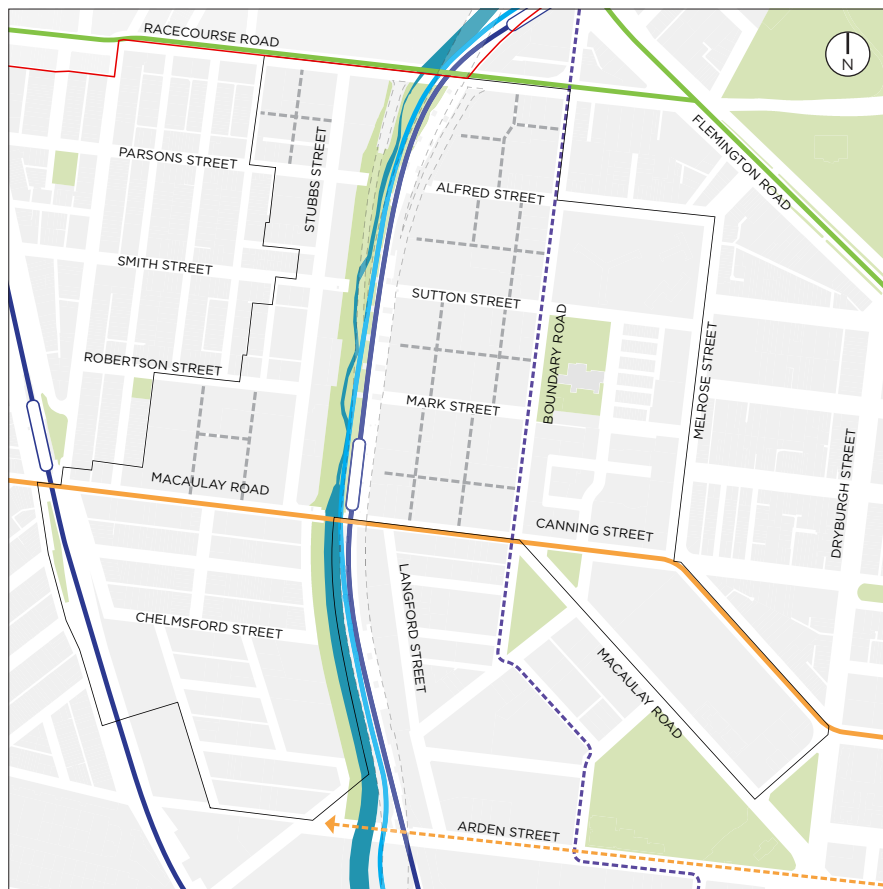 RACECOURSE ROAD
N
FLEMINGTON ROAD
PARSONS STREET
STUBBS STREET
ALFRED STREET
SMITH STREET
SUTTON STREET
BOUNDARY ROAD
MELROSE STREET
ROBERTSON STREET
MARK STREET
DRYBURGH STREET
MACAULAY ROAD
CANNING STREET
LANGFORD STREET
CHELMSFORD STREET
MACAULAY ROAD
ARDEN STREET